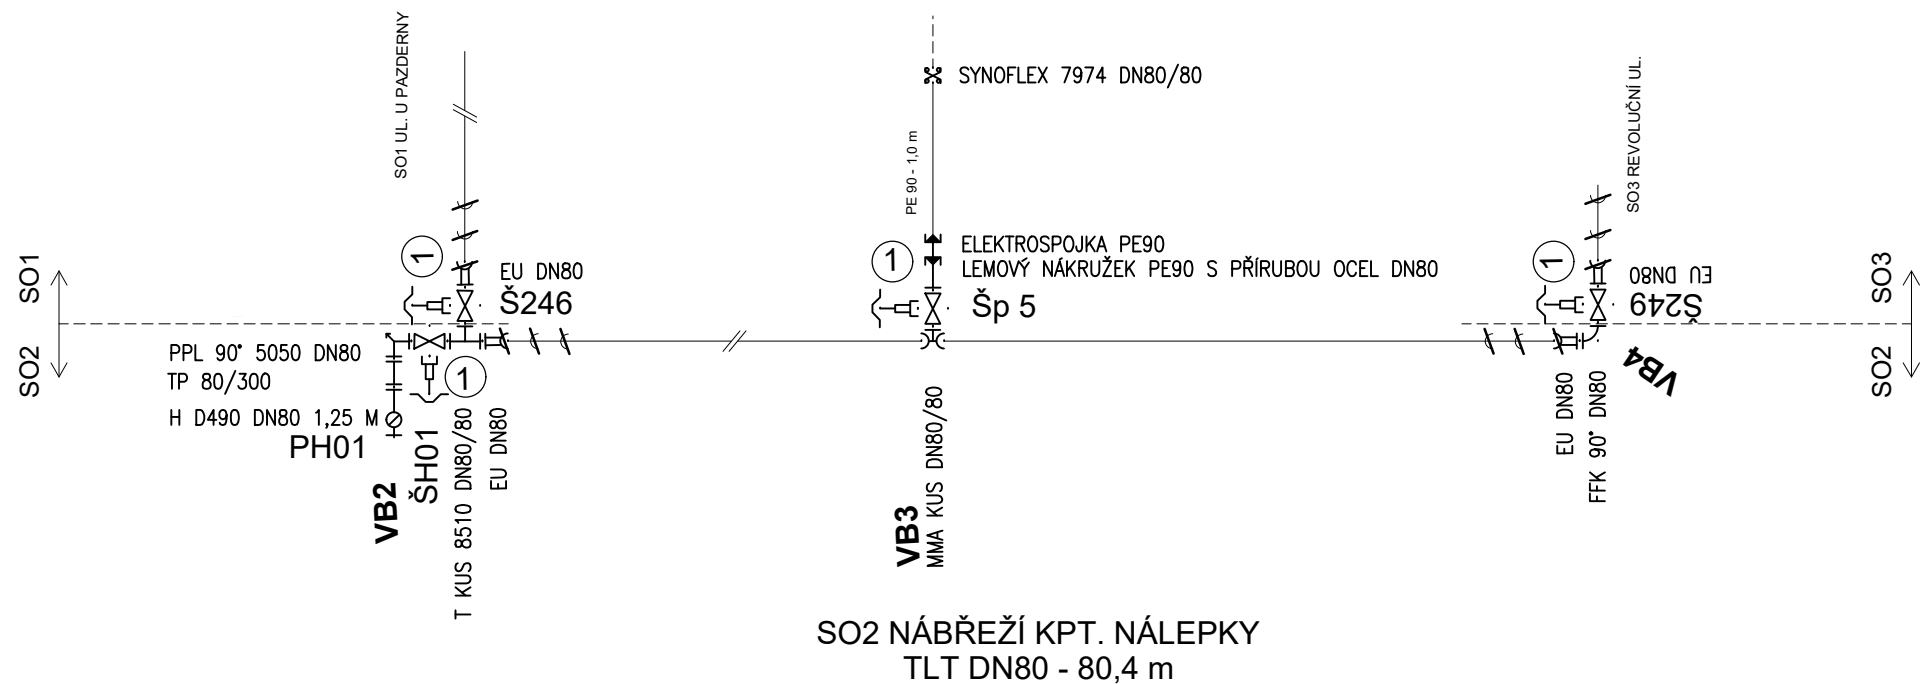 SO1 UL. U PAZDERNY
SYNOFLEX 7974 DN80/80
PE 90 - 1,0 m
SO3 REVOLUČNÍ UL.
1
EU DN80
Š246
1
ELEKTROSPOJKA PE90
LEMOVÝ NÁKRUŽEK PE90 S PŘÍRUBOU OCEL DN80
Šp 5
1
EU DN80
Š249
SO1
SO2
SO3
SO2
PPL 90° 5050 DN80
TP 80/300
H D490 DN80 1,25 M
PH01
1
VB2
ŠH01
T KUS 8510 DN80/80
EU DN80
VB3
MMA KUS DN80/80
EU DN80
FFK 90° DN80
VB4
SO2 NÁBŘEŽÍ KPT. NÁLEPKY
TLT DN80 - 80,4 m